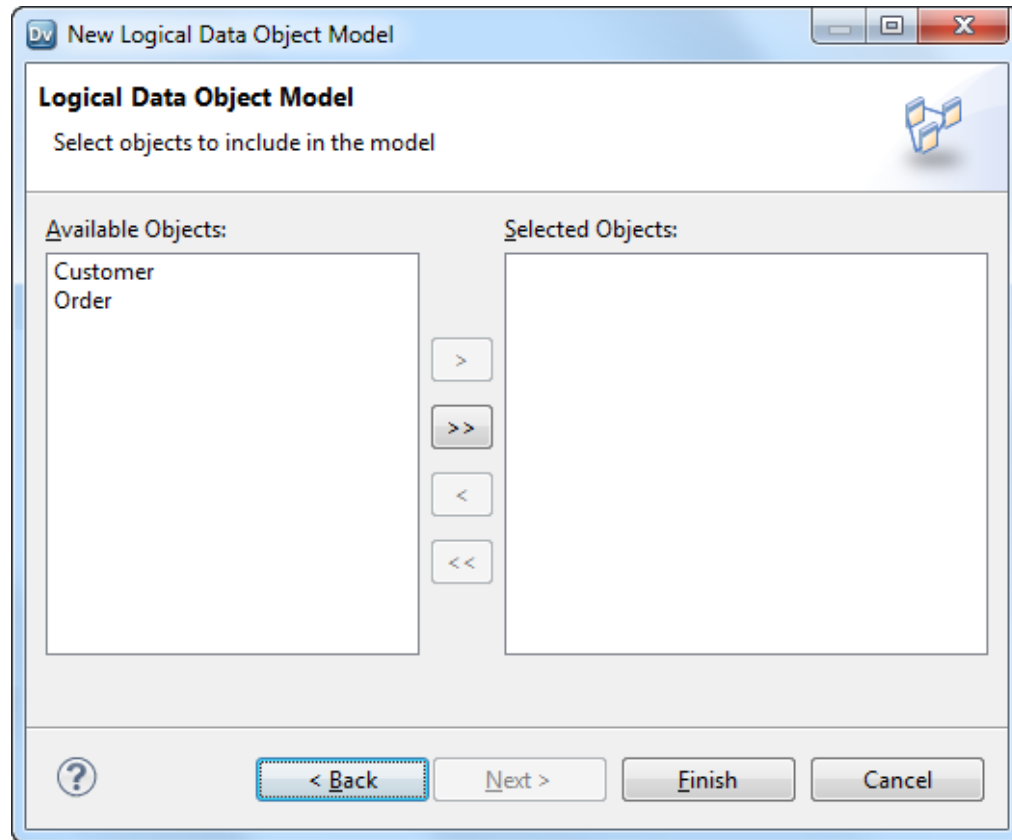 Dv New Logical Data Object Model
Logical Data Object Model
Select objects to include in the model
Available Objects:
Selected Objects:
Customer
Order
>
>>
<
<<
?
< Back
Next >
Finish
Cancel